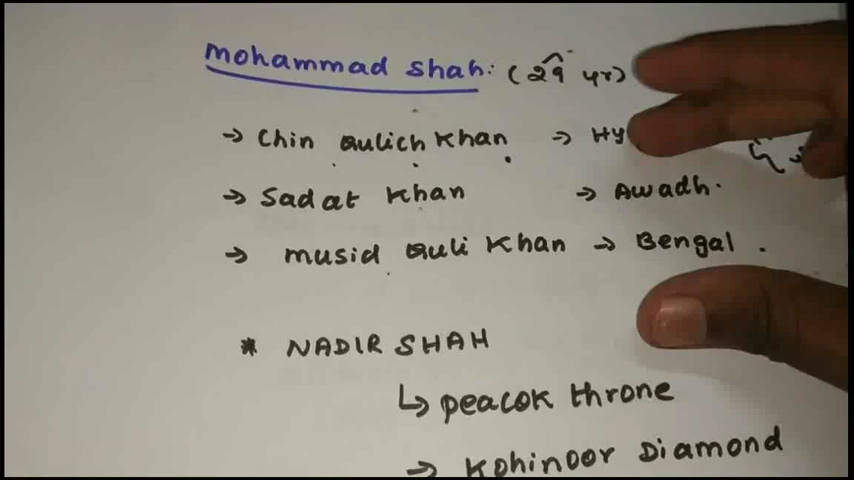 mohammad shah: (29 yr)
→ Chin Qulich Khan → Hy
→ Sadat Khan → Awadh.
→ musid Quli Khan → Bengal.
* NADIR SHAH
↳ peacok throne
→ Kohinoor Diamond